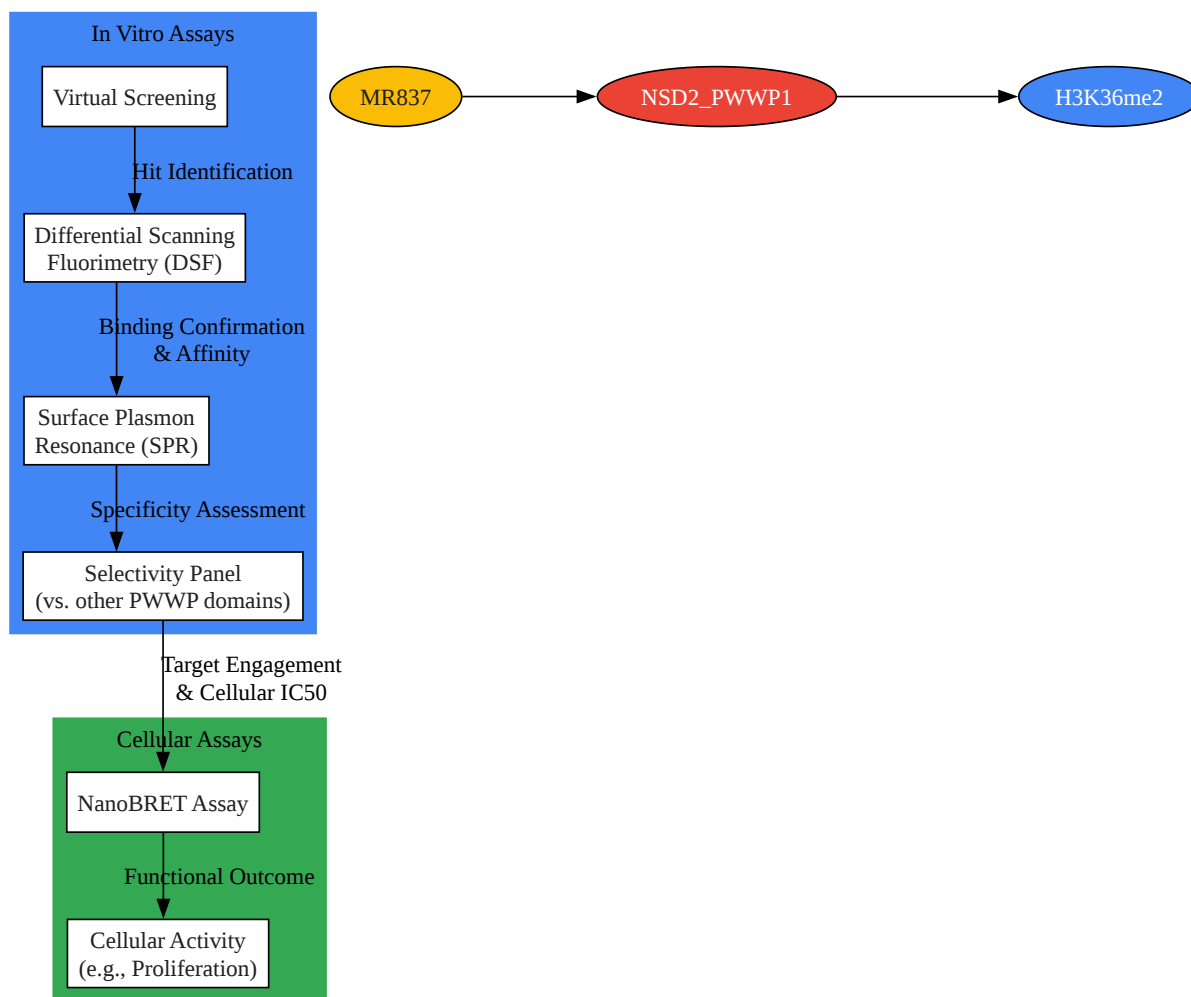 In Vitro Assays
Virtual Screening
MR837
NSD2_PWWP1
H3K36me2
Hit Identification
Differential Scanning
Fluorimetry (DSF)
Binding Confirmation
& Affinity
Surface Plasmon
Resonance (SPR)
Specificity Assessment
Selectivity Panel
(vs. other PWWP domains)
Target Engagement
& Cellular IC50
Cellular Assays
NanoBRET Assay
Functional Outcome
Cellular Activity
(e.g., Proliferation)